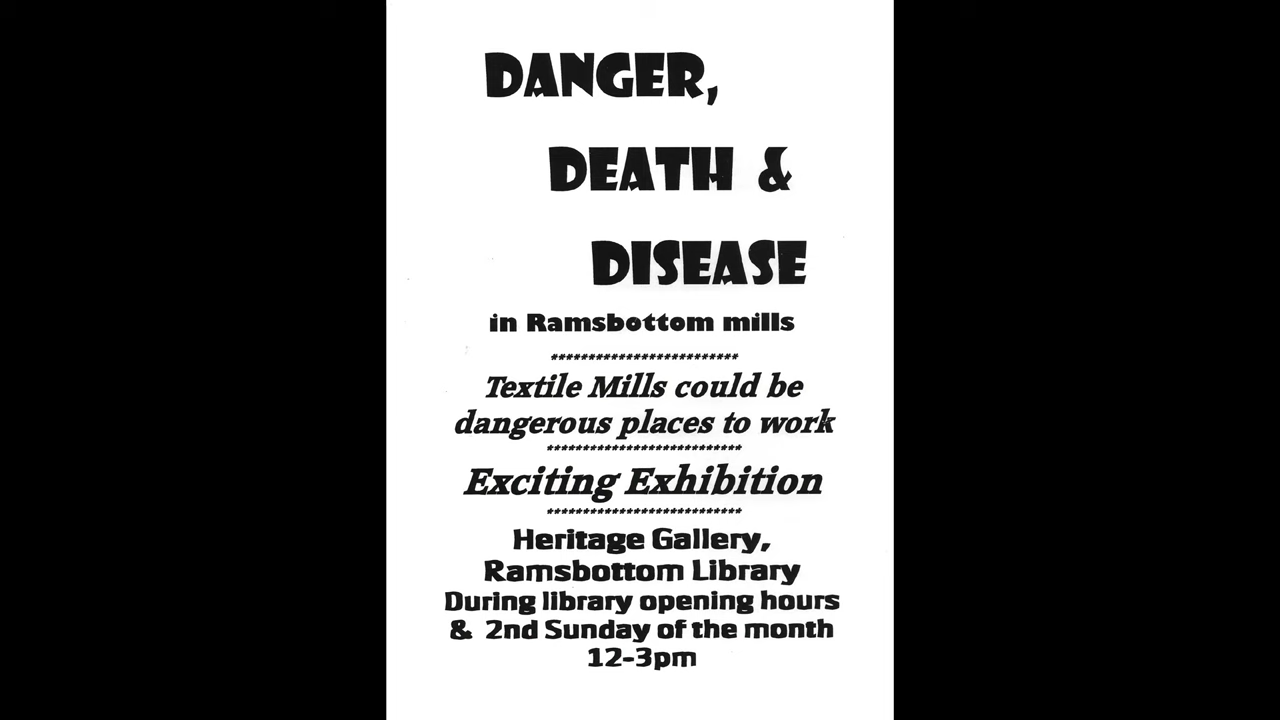 DANGER,
DEATH &
DISEASE
in Ramsbottom mills
**************************
Textile Mills could be
dangerous places to work
***************************
Exciting Exhibition
***************************
Heritage Gallery,
Ramsbottom Library
During library opening hours
& 2nd Sunday of the month
12-3pm